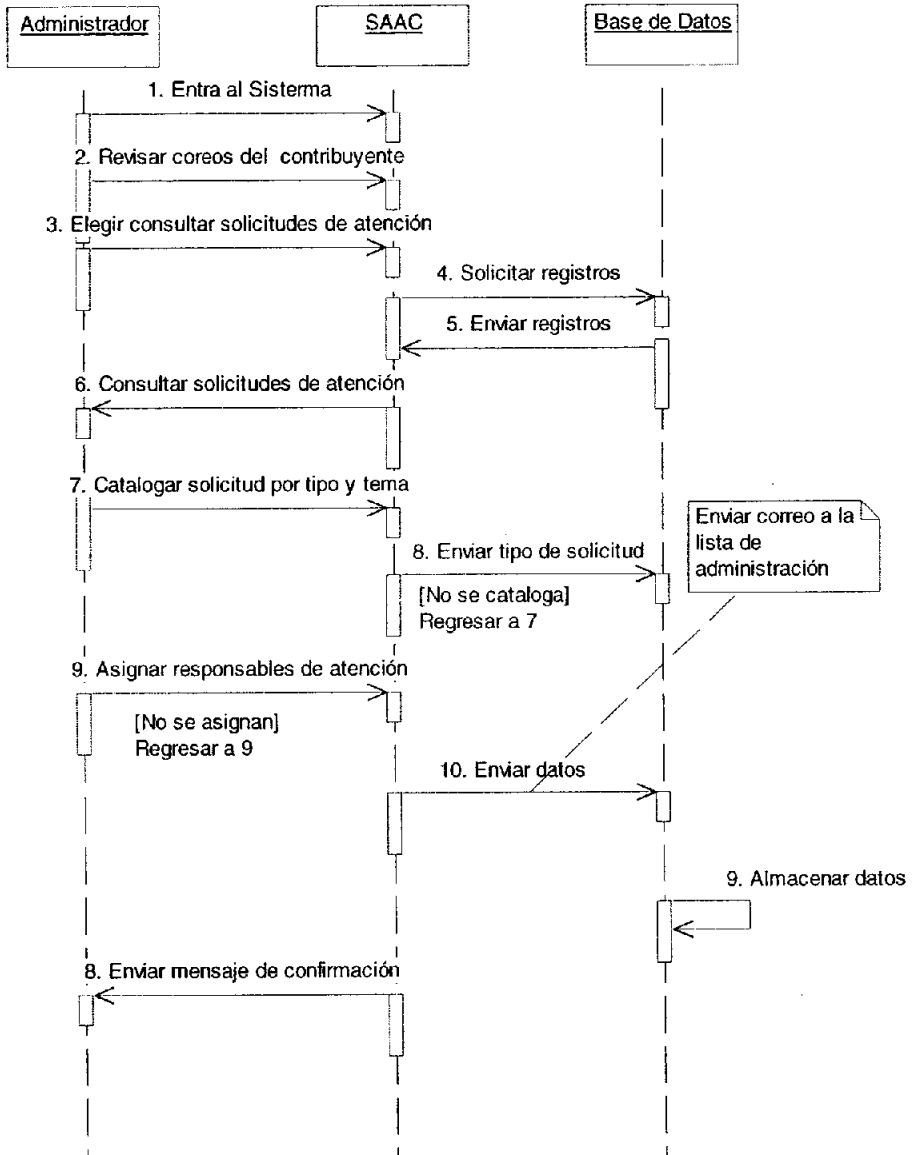 Administrador
SAAC
Base de Datos
1. Entra al Sisterma
2. Revisar coreos del contribuyente
3. Elegir consultar solicitudes de atención
4. Solicitar registros
5. Enviar registros
6. Consultar solicitudes de atención
7. Catalogar solicitud por tipo y tema
Enviar correo a la
lista de
administración
8. Enviar tipo de solicitud
[No se cataloga]
Regresar a 7
9. Asignar responsables de atención
[No se asignan]
Regresar a 9
10. Enviar datos
9. Almacenar datos
8. Enviar mensaje de confirmación